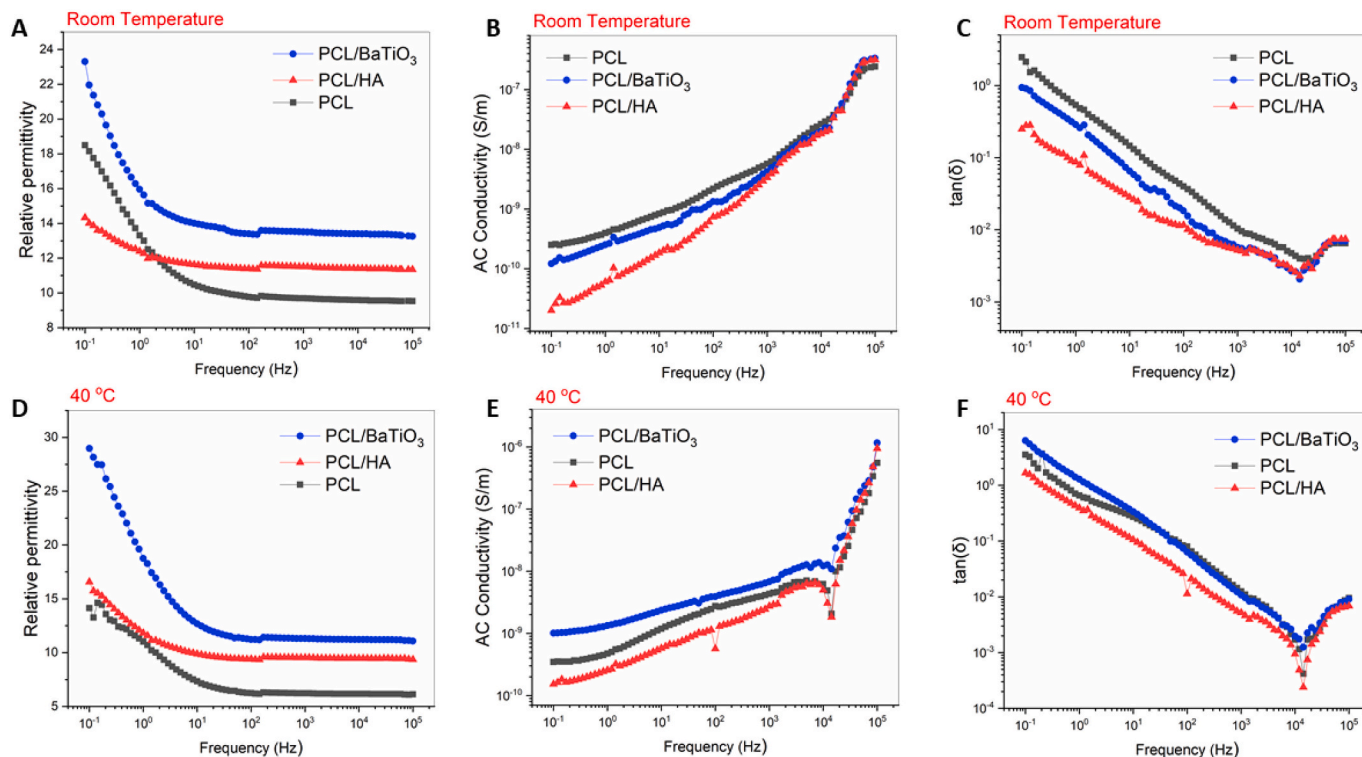 A
Room Temperature
PCL/BaTiO₃
PCL/HA
PCL
24
22
20
18
16
14
12
10
8
Relative permittivity
10⁻¹
10⁰
10¹
10²
10³
10⁴
10⁵
Frequency (Hz)
B
Room Temperature
PCL
PCL/BaTiO₃
PCL/HA
10⁻⁷
10⁻⁸
10⁻⁹
10⁻¹⁰
10⁻¹¹
AC Conductivity (S/m)
10⁻¹
10⁰
10¹
10²
10³
10⁴
10⁵
Frequency (Hz)
C
Room Temperature
PCL
PCL/BaTiO₃
PCL/HA
10⁰
10⁻¹
10⁻²
10⁻³
tan(δ)
10⁻¹
10⁰
10¹
10²
10³
10⁴
10⁵
Frequency (Hz)
D
40 °C
PCL/BaTiO₃
PCL/HA
PCL
30
25
20
15
10
5
Relative permittivity
10⁻¹
10⁰
10¹
10²
10³
10⁴
10⁵
Frequency (Hz)
E
40 °C
PCL/BaTiO₃
PCL
PCL/HA
10⁻⁶
10⁻⁷
10⁻⁸
10⁻⁹
10⁻¹⁰
AC Conductivity (S/m)
10⁻¹
10⁰
10¹
10²
10³
10⁴
10⁵
Frequency (Hz)
F
40 °C
PCL/BaTiO₃
PCL
PCL/HA
10¹
10⁰
10⁻¹
10⁻²
10⁻³
10⁻⁴
tan(δ)
10⁻¹
10⁰
10¹
10²
10³
10⁴
10⁵
Frequency (Hz)